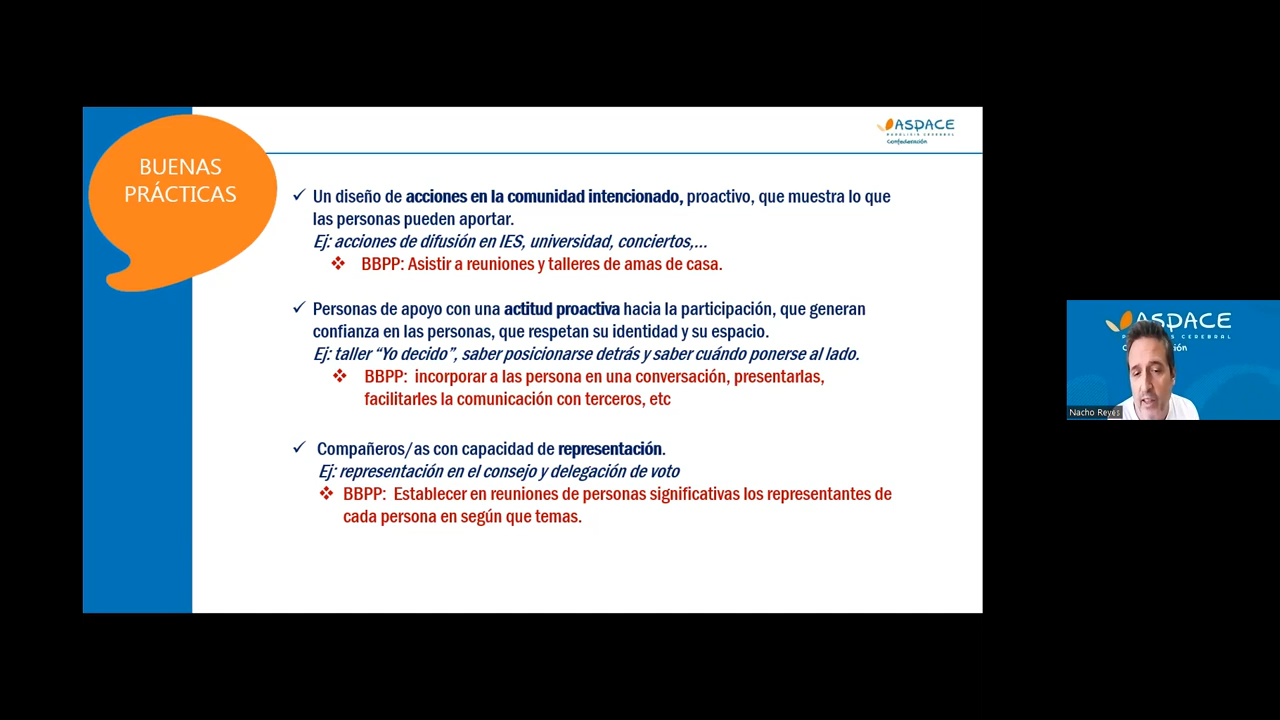 BUENAS
PRÁCTICAS
ASPACE
PARÁLISIS CEREBRAL
Confederación
✓ Un diseño de acciones en la comunidad intencionado, proactivo, que muestra lo que
las personas pueden aportar.
Ej: acciones de difusión en IES, universidad, conciertos,...
❖ BBPP: Asistir a reuniones y talleres de amas de casa.
✓ Personas de apoyo con una actitud proactiva hacia la participación, que generan
confianza en las personas, que respetan su identidad y su espacio.
Ej: taller “Yo decido”, saber posicionarse detrás y saber cuándo ponerse al lado.
❖ BBPP: incorporar a las persona en una conversación, presentarlas,
facilitarles la comunicación con terceros, etc
✓ Compañeros/as con capacidad de representación.
Ej: representación en el consejo y delegación de voto
❖ BBPP: Establecer en reuniones de personas significativas los representantes de
cada persona en según que temas.
ASPACE
Nacho Reyes